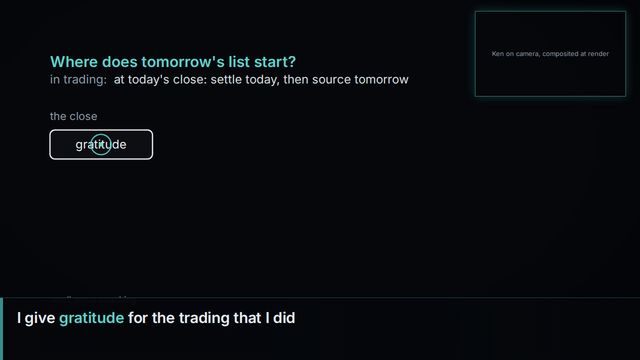 Where does tomorrow's list start?
in trading: at today's close: settle today, then source tomorrow
Ken on camera, composited at render
the close
gratitude
I give gratitude for the trading that I did